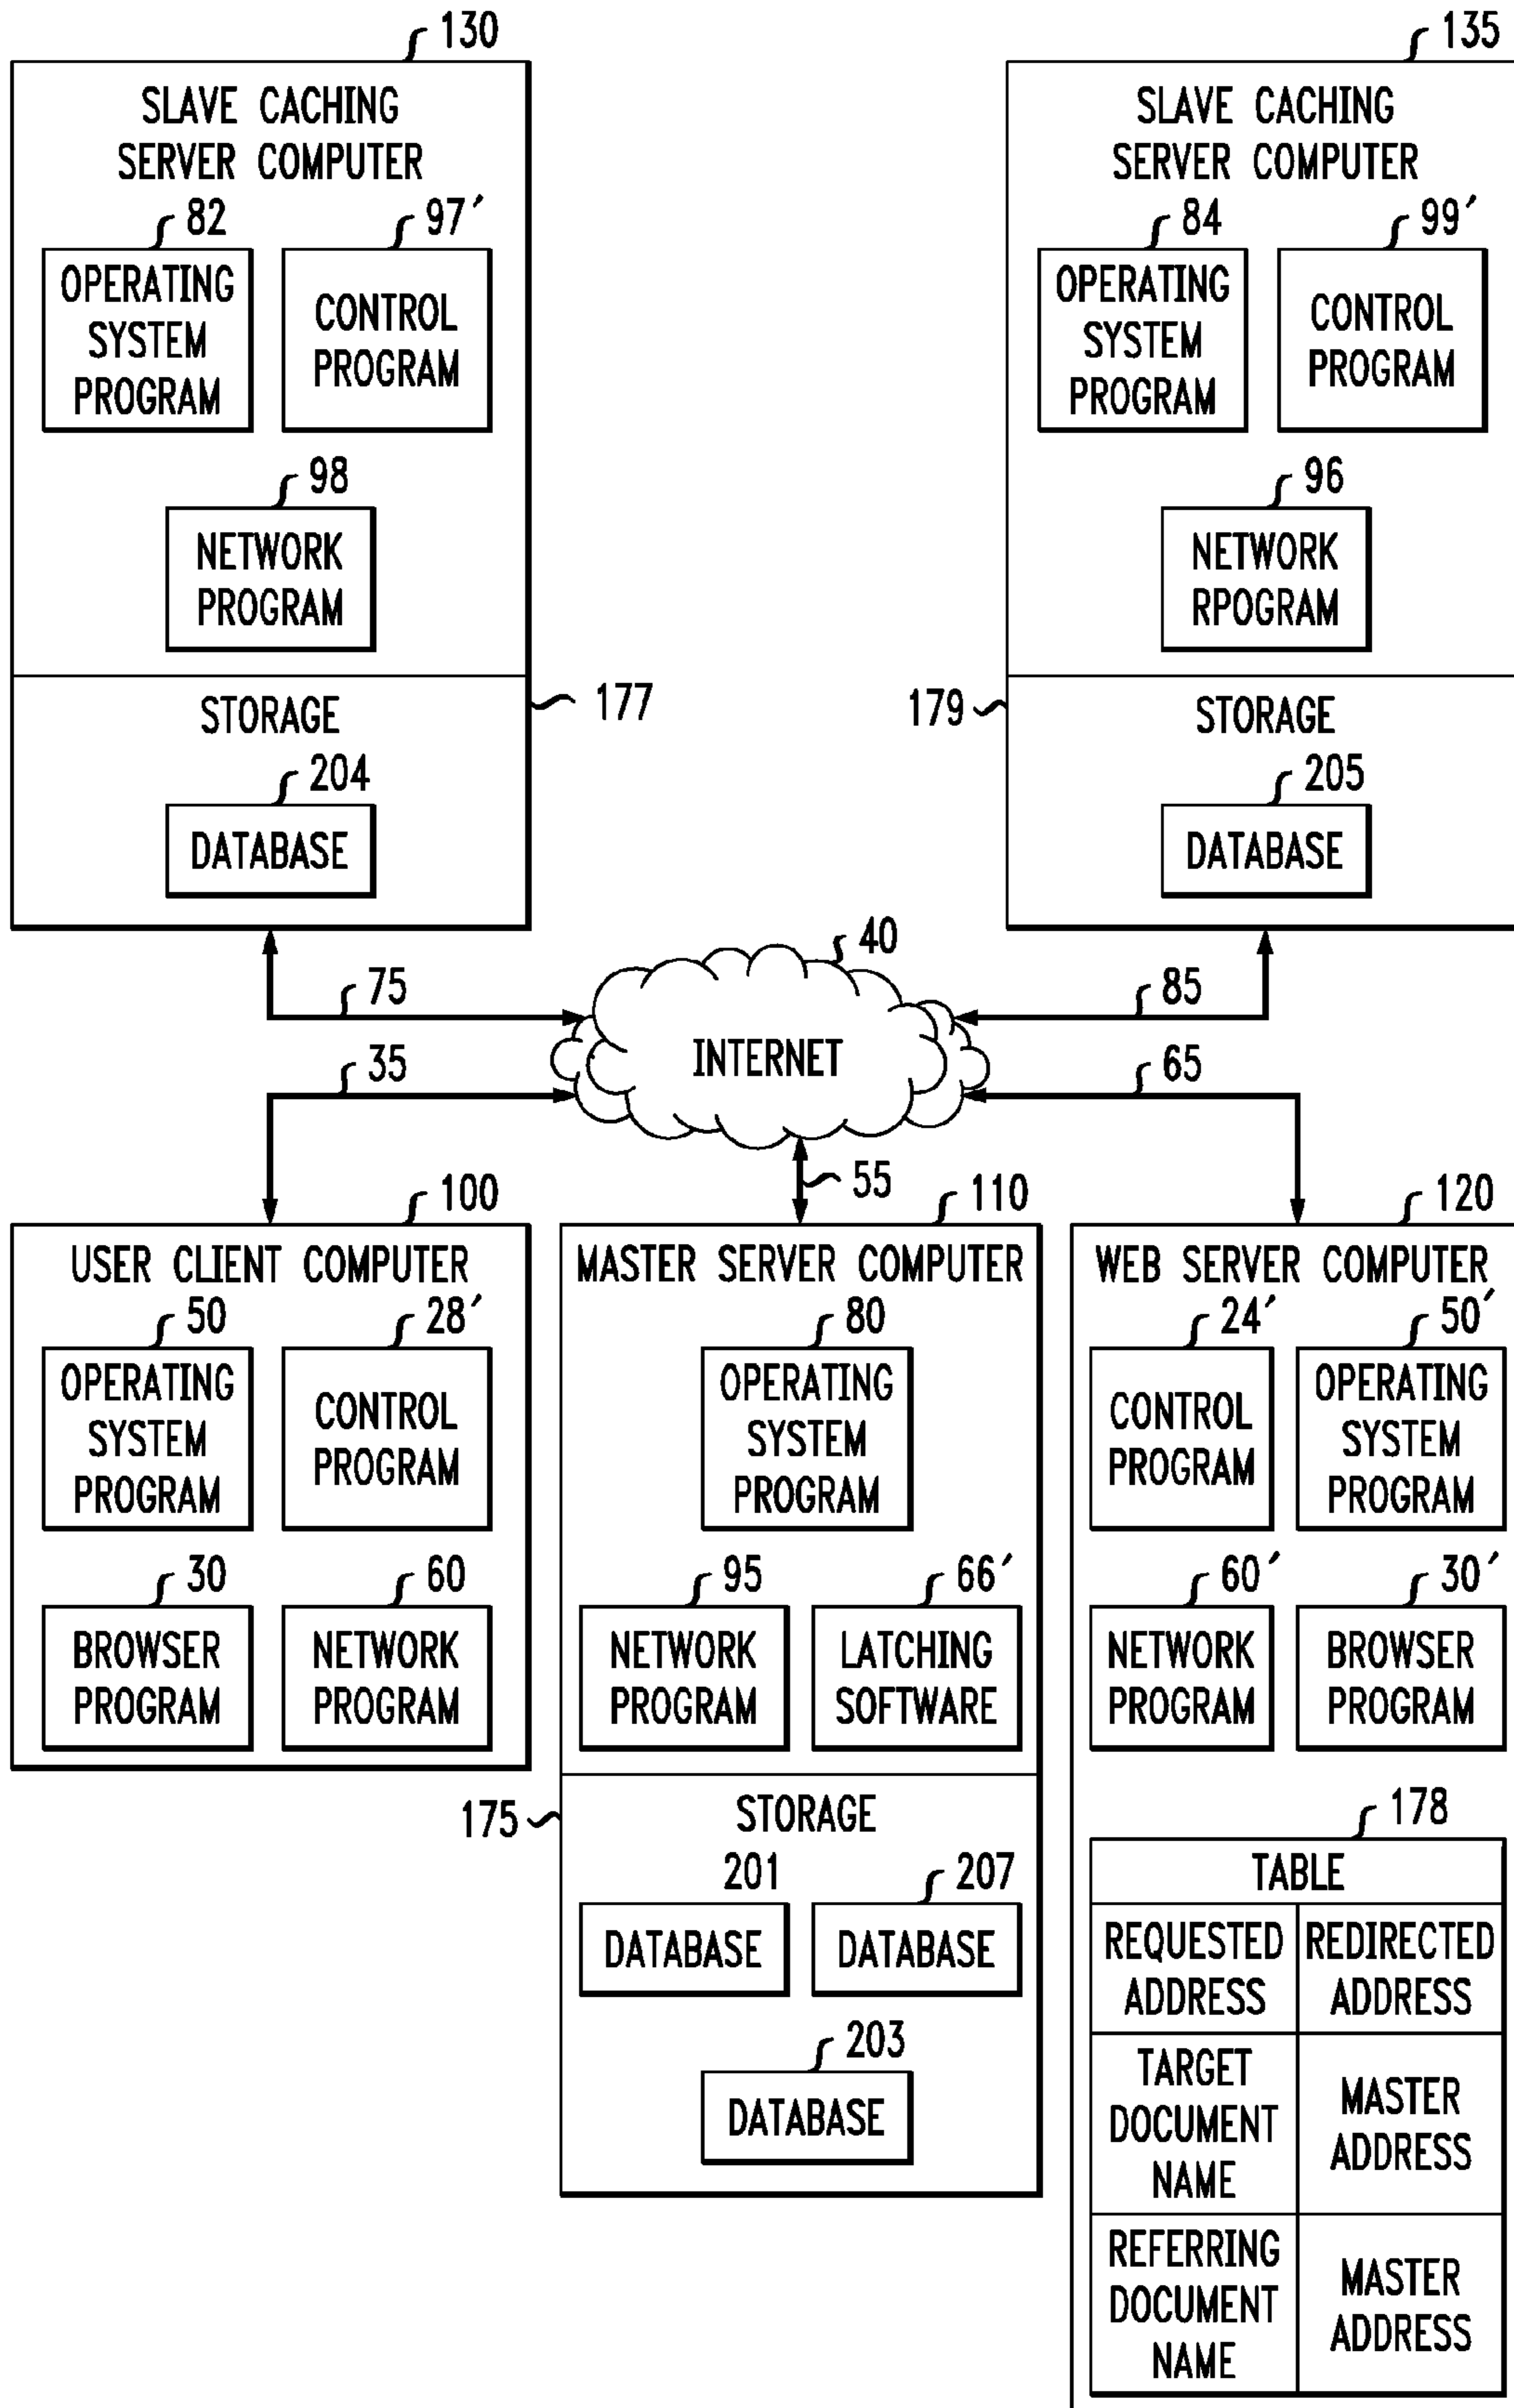 130
SLAVE CACHING
SERVER COMPUTER
82
97′
OPERATING
SYSTEM
PROGRAM
CONTROL
PROGRAM
98
NETWORK
PROGRAM
177
STORAGE
204
DATABASE
135
SLAVE CACHING
SERVER COMPUTER
84
99′
OPERATING
SYSTEM
PROGRAM
CONTROL
PROGRAM
96
NETWORK
RPOGRAM
179
STORAGE
205
DATABASE
40
75
85
INTERNET
35
65
55
100
USER CLIENT COMPUTER
50
28′
OPERATING
SYSTEM
PROGRAM
CONTROL
PROGRAM
30
60
BROWSER
PROGRAM
NETWORK
PROGRAM
110
MASTER SERVER COMPUTER
80
OPERATING
SYSTEM
PROGRAM
95
66′
NETWORK
PROGRAM
LATCHING
SOFTWARE
175
STORAGE
201
207
DATABASE
DATABASE
203
DATABASE
120
WEB SERVER COMPUTER
24′
50′
CONTROL
PROGRAM
OPERATING
SYSTEM
PROGRAM
60′
30′
NETWORK
PROGRAM
BROWSER
PROGRAM
178
TABLE
REQUESTED
ADDRESS
REDIRECTED
ADDRESS
TARGET
DOCUMENT
NAME
MASTER
ADDRESS
REFERRING
DOCUMENT
NAME
MASTER
ADDRESS